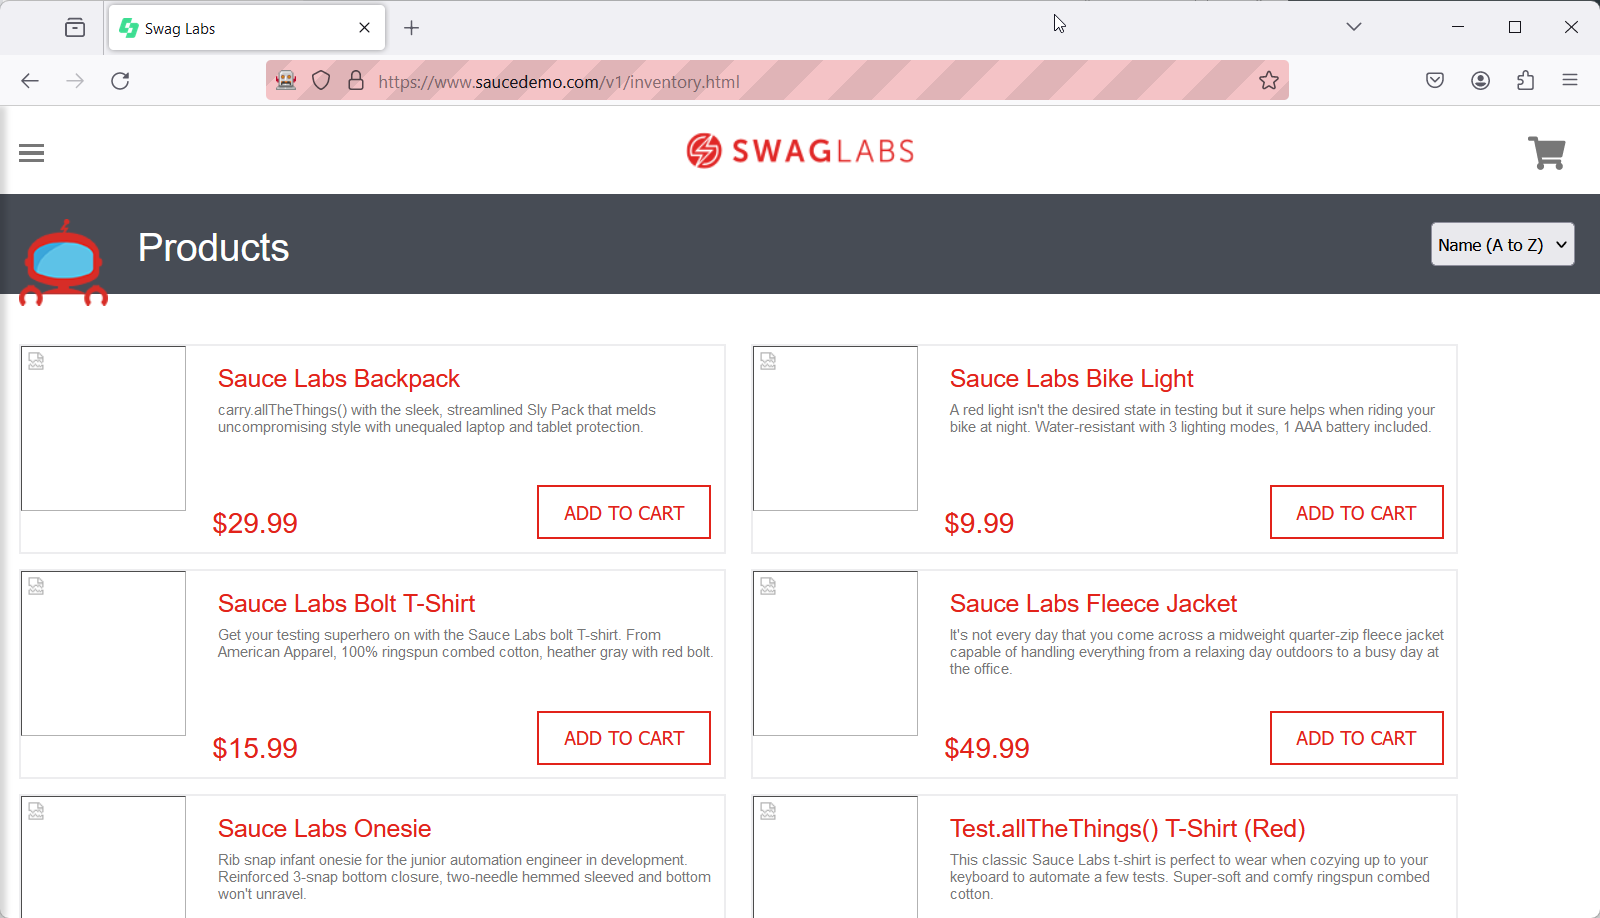 Swag Labs
https://www.saucedemo.com/v1/inventory.html
SWAGLABS
Products
Name (A to Z)
Sauce Labs Backpack
carry.allTheThings() with the sleek, streamlined Sly Pack that melds
uncompromising style with unequaled laptop and tablet protection.
$29.99
ADD TO CART
Sauce Labs Bike Light
A red light isn't the desired state in testing but it sure helps when riding your
bike at night. Water-resistant with 3 lighting modes, 1 AAA battery included.
$9.99
ADD TO CART
Sauce Labs Bolt T-Shirt
Get your testing superhero on with the Sauce Labs bolt T-shirt. From
American Apparel, 100% ringspun combed cotton, heather gray with red bolt.
$15.99
ADD TO CART
Sauce Labs Fleece Jacket
It's not every day that you come across a midweight quarter-zip fleece jacket
capable of handling everything from a relaxing day outdoors to a busy day at
the office.
$49.99
ADD TO CART
Sauce Labs Onesie
Rib snap infant onesie for the junior automation engineer in development.
Reinforced 3-snap bottom closure, two-needle hemmed sleeved and bottom
won't unravel.
Test.allTheThings() T-Shirt (Red)
This classic Sauce Labs t-shirt is perfect to wear when cozying up to your
keyboard to automate a few tests. Super-soft and comfy ringspun combed
cotton.